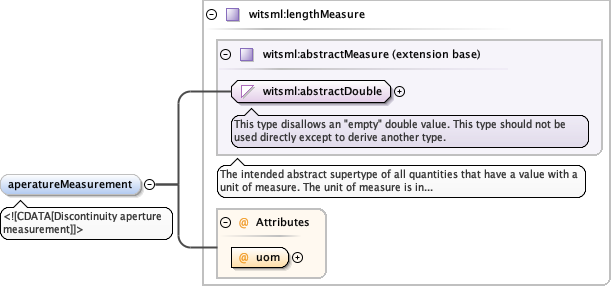 witsml:lengthMeasure
witsml:abstractMeasure (extension base)
witsml:abstractDouble
This type disallows an "empty" double value. This type should not be
used directly except to derive another type.
The intended abstract supertype of all quantities that have a value with a
unit of measure. The unit of measure is in...
aperatureMeasurement
<![CDATA[Discontinuity aperture
measurement]]>
@ Attributes
@ uom